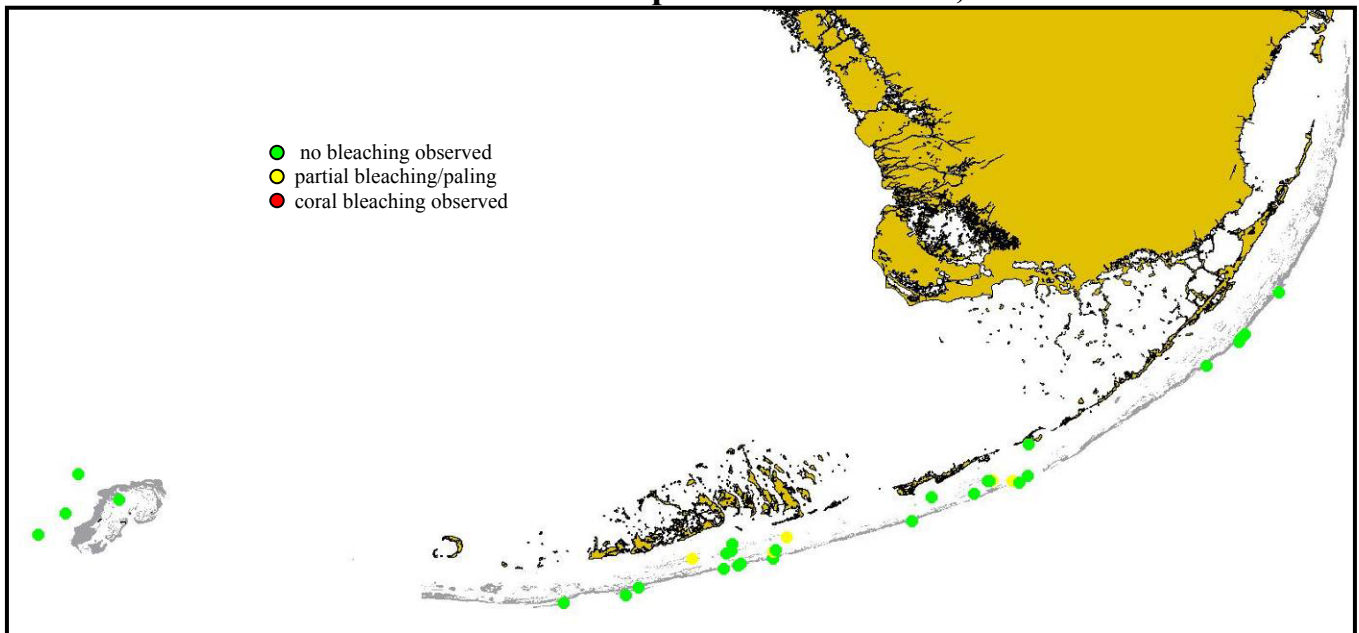 no bleaching observed
partial bleaching/paling
coral bleaching observed